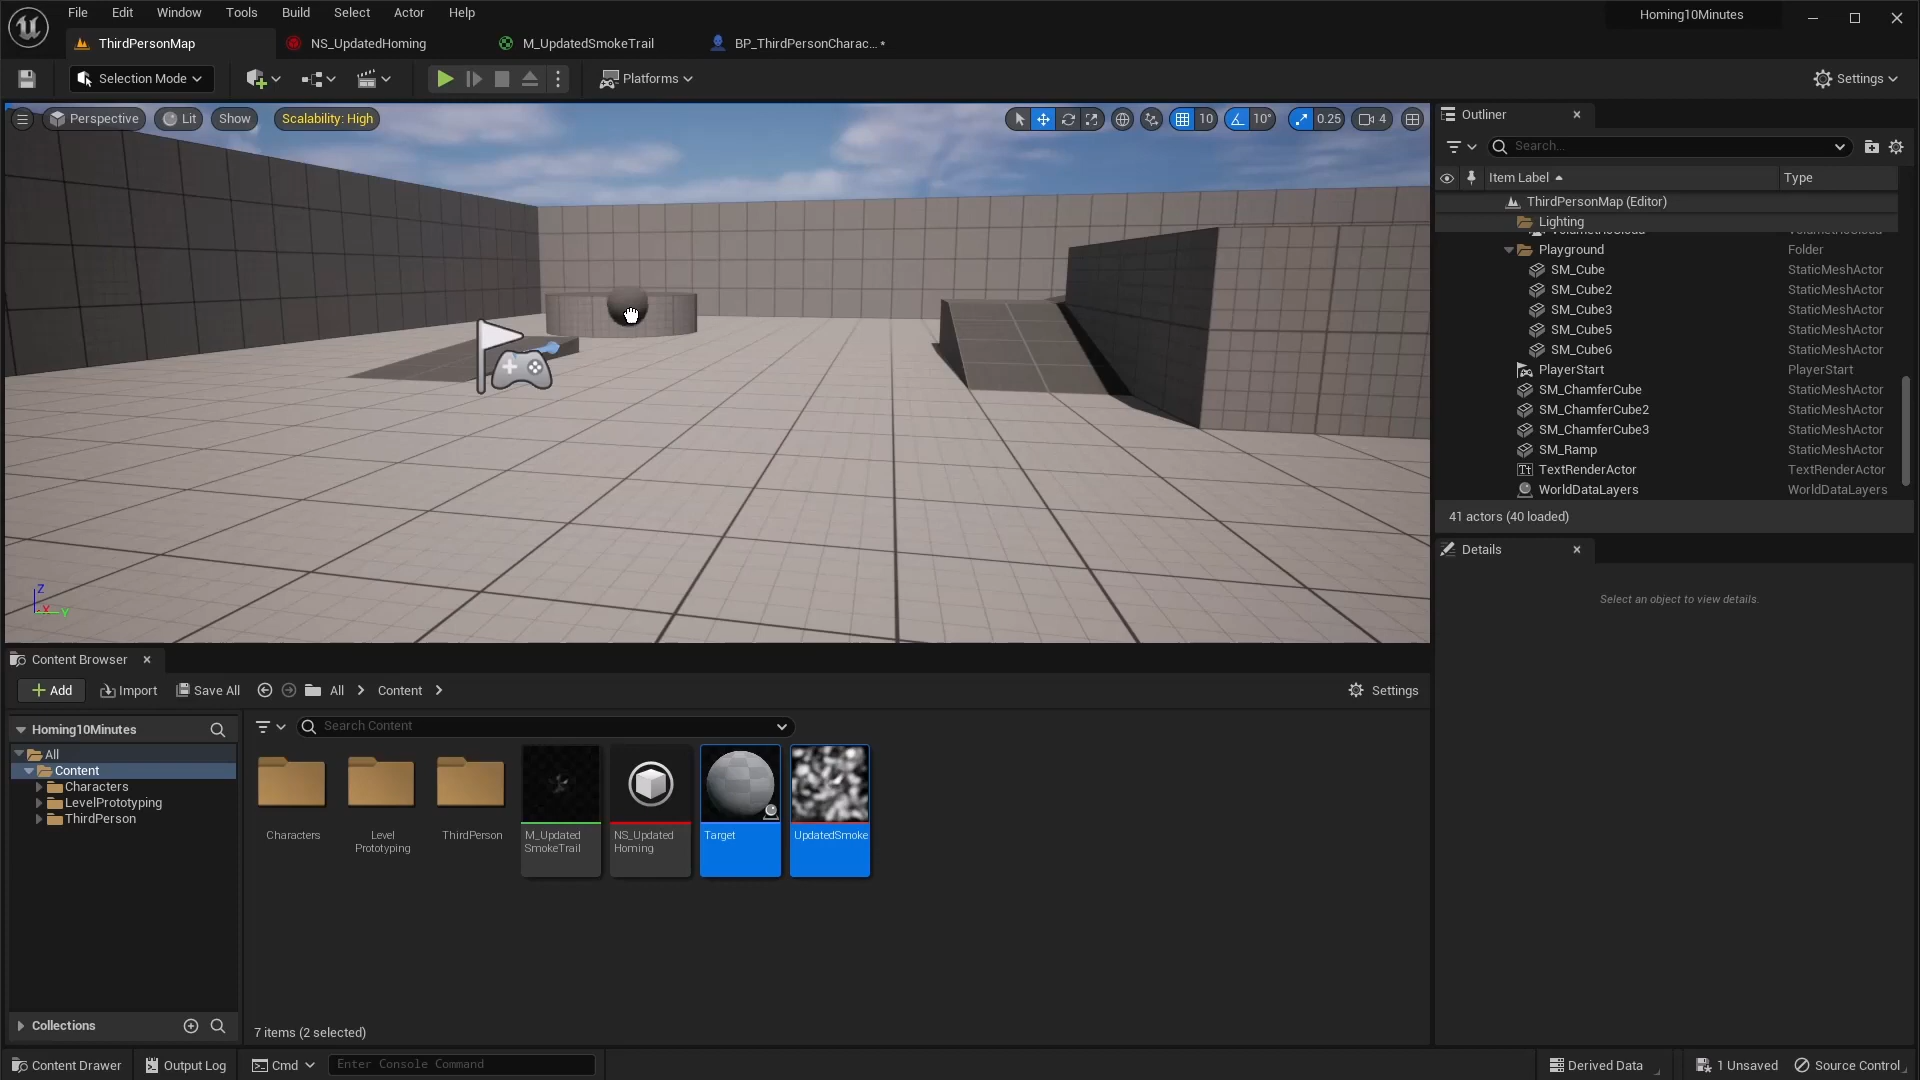 File Edit Window Tools Build Select Actor Help
Homing10Minutes
ThirdPersonMap NS_UpdatedHoming M_UpdatedSmokeTrail BP_ThirdPersonCharac... *
Selection Mode Platforms Settings
Perspective Lit Show Scalability: High 10 10° 0.25 4
Z
X Y
Outliner
Search...
Item Label Type
ThirdPersonMap (Editor)
Lighting
Playground Folder
SM_Cube StaticMeshActor
SM_Cube2 StaticMeshActor
SM_Cube3 StaticMeshActor
SM_Cube5 StaticMeshActor
SM_Cube6 StaticMeshActor
PlayerStart PlayerStart
SM_ChamferCube StaticMeshActor
SM_ChamferCube2 StaticMeshActor
SM_ChamferCube3 StaticMeshActor
SM_Ramp StaticMeshActor
Tt TextRenderActor TextRenderActor
WorldDataLayers WorldDataLayers
41 actors (40 loaded)
Details
Select an object to view details.
Content Browser
Add Import Save All All Content Settings
Homing10Minutes
All
Content
Characters
LevelPrototyping
ThirdPerson
Collections
Search Content
Characters
Level
Prototyping
ThirdPerson
M_Updated
SmokeTrail
NS_Updated
Homing
Target
UpdatedSmoke
7 items (2 selected)
Content Drawer Output Log Cmd Enter Console Command Derived Data 1 Unsaved Source Control